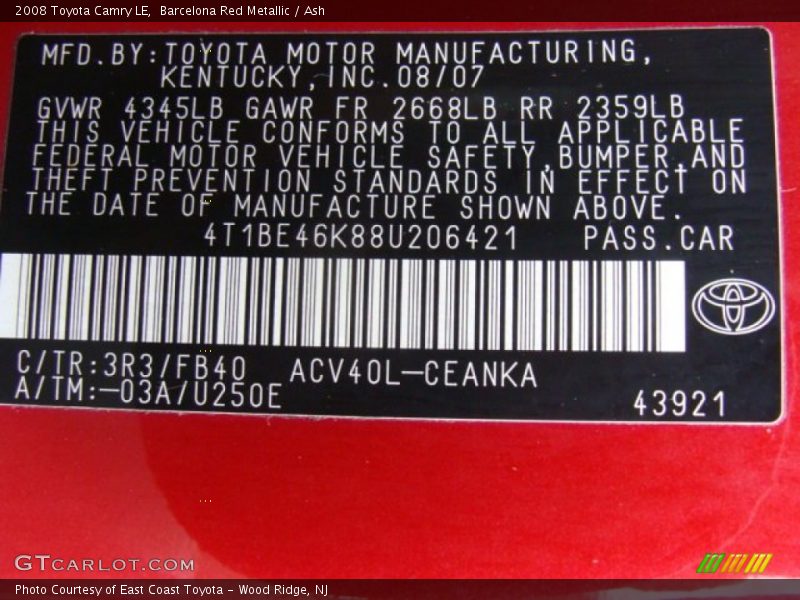 2008 Toyota Camry LE,  Barcelona Red Metallic / Ash
MFD.BY:TOYOTA MOTOR MANUFACTURING,
KENTUCKY,INC.08/07
GVWR 4345LB GAWR FR 2668LB RR 2359LB
THIS VEHICLE CONFORMS TO ALL APPLICABLE
FEDERAL MOTOR VEHICLE SAFETY,BUMPER,AND
THEFT PREVENTION STANDARDS IN EFFECT ON
THE DATE OF MANUFACTURE SHOWN ABOVE.
4T1BE46K88U206421 PASS.CAR
C/TR:3R3/FB40 ACV40L-CEANKA
A/TM:-03A/U250E
43921
GTCARLOT.COM
Photo Courtesy of East Coast Toyota - Wood Ridge, NJ